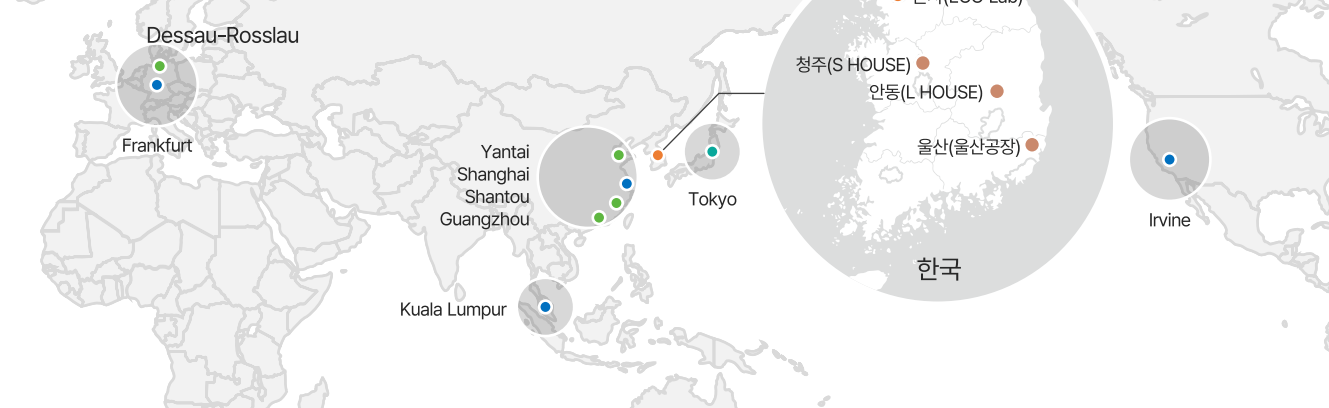 Dessau-Rosslau
Frankfurt
Yantai
Shanghai
Shantou
Guangzhou
Kuala Lumpur
Tokyo
청주(S HOUSE)
안동(L HOUSE)
울산(울산공장)
한국
Irvine